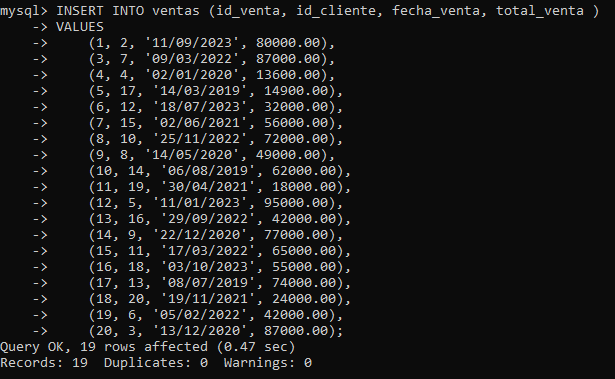 mysql> INSERT INTO ventas (id_venta, id_cliente, fecha_venta, total_venta )
    -> VALUES
    ->     (1, 2, '11/09/2023', 80000.00),
    ->     (3, 7, '09/03/2022', 87000.00),
    ->     (4, 4, '02/01/2020', 13600.00),
    ->     (5, 17, '14/03/2019', 14900.00),
    ->     (6, 12, '18/07/2023', 32000.00),
    ->     (7, 15, '02/06/2021', 56000.00),
    ->     (8, 10, '25/11/2022', 72000.00),
    ->     (9, 8, '14/05/2020', 49000.00),
    ->     (10, 14, '06/08/2019', 62000.00),
    ->     (11, 19, '30/04/2021', 18000.00),
    ->     (12, 5, '11/01/2023', 95000.00),
    ->     (13, 16, '29/09/2022', 42000.00),
    ->     (14, 9, '22/12/2020', 77000.00),
    ->     (15, 11, '17/03/2022', 65000.00),
    ->     (16, 18, '03/10/2023', 55000.00),
    ->     (17, 13, '08/07/2019', 74000.00),
    ->     (18, 20, '19/11/2021', 24000.00),
    ->     (19, 6, '05/02/2022', 42000.00),
    ->     (20, 3, '13/12/2020', 87000.00);
Query OK, 19 rows affected (0.47 sec)
Records: 19  Duplicates: 0  Warnings: 0